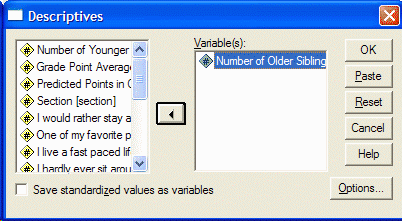 Descriptives
Number of Younger
Grade Point Average
Predicted Points in
Section [section]
I would rather stay a
One of my favorite p
I live a fast paced lif
I hardly ever sit arou
Variable(s):
Number of Older Sibling
OK
Paste
Reset
Cancel
Help
Save standardized values as variables
Options...